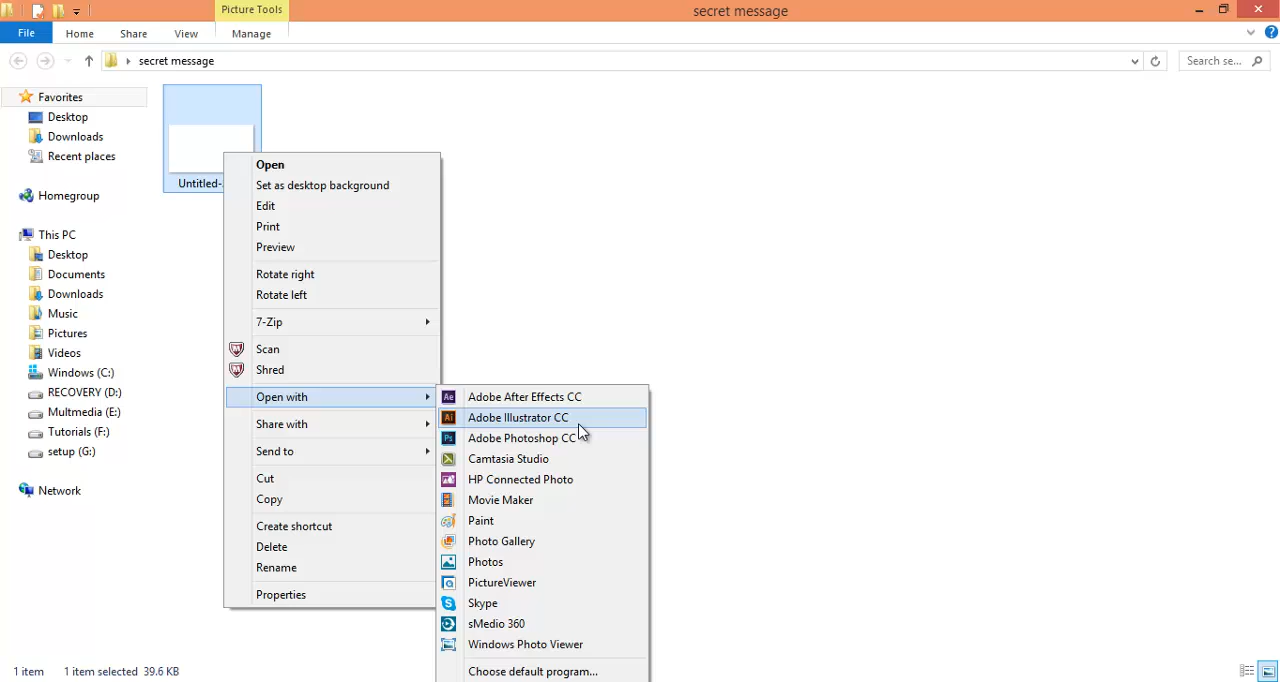 Picture Tools
secret message
File
Home
Share
View
Manage
secret message
Search se...
Favorites
Desktop
Downloads
Recent places
Homegroup
This PC
Desktop
Documents
Downloads
Music
Pictures
Videos
Windows (C:)
RECOVERY (D:)
Multmedia (E:)
Tutorials (F:)
setup (G:)
Network
Untitled-
Open
Set as desktop background
Edit
Print
Preview
Rotate right
Rotate left
7-Zip
Scan
Shred
Open with
Share with
Send to
Cut
Copy
Create shortcut
Delete
Rename
Properties
Ae Adobe After Effects CC
Ai Adobe Illustrator CC
Ps Adobe Photoshop CC
Camtasia Studio
HP Connected Photo
Movie Maker
Paint
Photo Gallery
Photos
PictureViewer
Skype
sMedio 360
Windows Photo Viewer
Choose default program...
1 item 1 item selected 39.6 KB